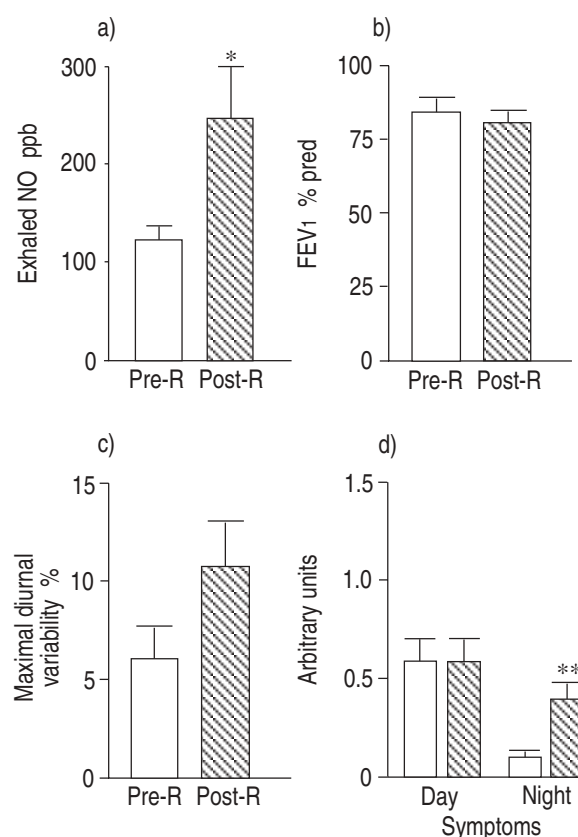 a)
300
*
200
100
0
Exhaled NO ppb
Pre-R Post-R
b)
100
75
50
25
0
FEV1 % pred
Pre-R Post-R
c)
15
10
5
0
Maximal diurnal
variability %
Pre-R Post-R
d)
1.5
1.0
0.5
0
Arbitrary units
**
Day Night
Symptoms